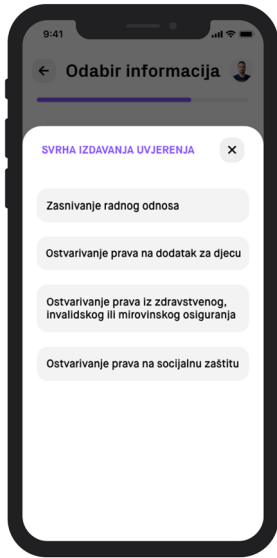 9:41
Odabir informacija
SVRHA IZDAVANJA UVJERENJA
Zasnivanje radnog odnosa
Ostvarivanje prava na dodatak za djecu
Ostvarivanje prava iz zdravstvenog,
invalidskog ili mirovinskog osiguranja
Ostvarivanje prava na socijalnu zaštitu